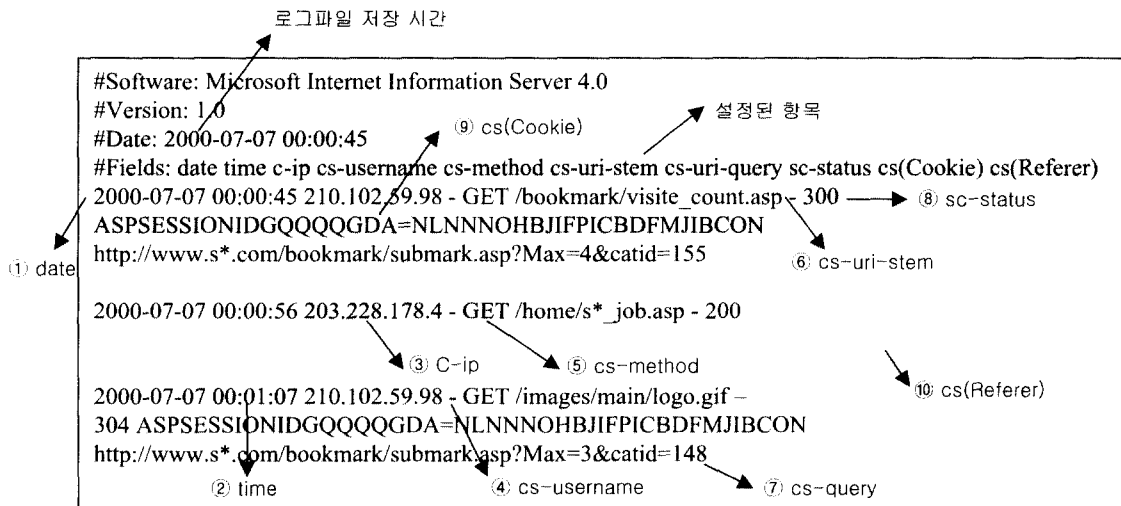 로그파일 저장 시간
#Software: Microsoft Internet Information Server 4.0
#Version: 1.0
설정된 항목
⑨ cs(Cookie)
#Date: 2000-07-07 00:00:45
#Fields: date time c-ip cs-username cs-method cs-uri-stem cs-uri-query sc-status cs(Cookie) cs(Referer)
2000-07-07 00:00:45 210.102.59.98 - GET /bookmark/visite_count.asp - 300
⑧ sc-status
ASPSESSIONIDGQQQQGDA=NLNNNOHBJIFPICBDFMJIBCON
http://www.s*.com/bookmark/submark.asp?Max=4&catid=155
① date
⑥ cs-uri-stem
2000-07-07 00:00:56 203.228.178.4 - GET /home/s*_job.asp - 200
③ C-ip
⑤ cs-method
⑩ cs(Referer)
2000-07-07 00:01:07 210.102.59.98 - GET /images/main/logo.gif –
304 ASPSESSIONIDGQQQQGDA=NLNNNOHBJIFPICBDFMJIBCON
http://www.s*.com/bookmark/submark.asp?Max=3&catid=148
② time
④ cs-username
⑦ cs-query